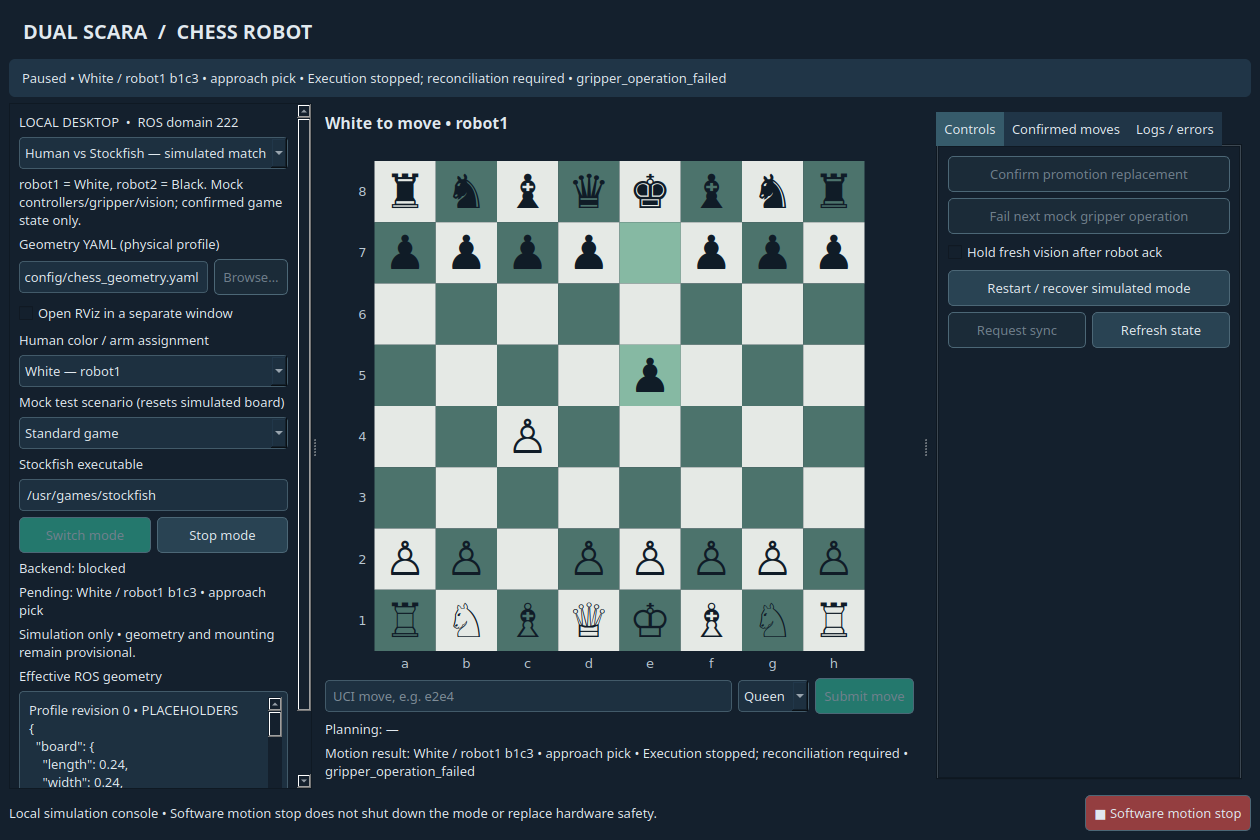 DUAL SCARA / CHESS ROBOT
Paused • White / robot1 b1c3 • approach pick • Execution stopped; reconciliation required • gripper_operation_failed
LOCAL DESKTOP • ROS domain 222
Human vs Stockfish — simulated match
robot1 = White, robot2 = Black. Mock
controllers/gripper/vision; confirmed game
state only.
Geometry YAML (physical profile)
config/chess_geometry.yaml
Browse...
Open RViz in a separate window
Human color / arm assignment
White — robot1
Mock test scenario (resets simulated board)
Standard game
Stockfish executable
/usr/games/stockfish
Switch mode
Stop mode
Backend: blocked
Pending: White / robot1 b1c3 • approach
pick
Simulation only • geometry and mounting
remain provisional.
Effective ROS geometry
Profile revision 0 • PLACEHOLDERS
{
"board": {
"length": 0.24,
"width": 0.24,
White to move • robot1
8
7
6
5
4
3
2
1
a b c d e f g h
UCI move, e.g. e2e4
Queen
Submit move
Planning: —
Motion result: White / robot1 b1c3 • approach pick • Execution stopped; reconciliation required •
gripper_operation_failed
Controls
Confirmed moves
Logs / errors
Confirm promotion replacement
Fail next mock gripper operation
Hold fresh vision after robot ack
Restart / recover simulated mode
Request sync
Refresh state
Local simulation console • Software motion stop does not shut down the mode or replace hardware safety.
Software motion stop